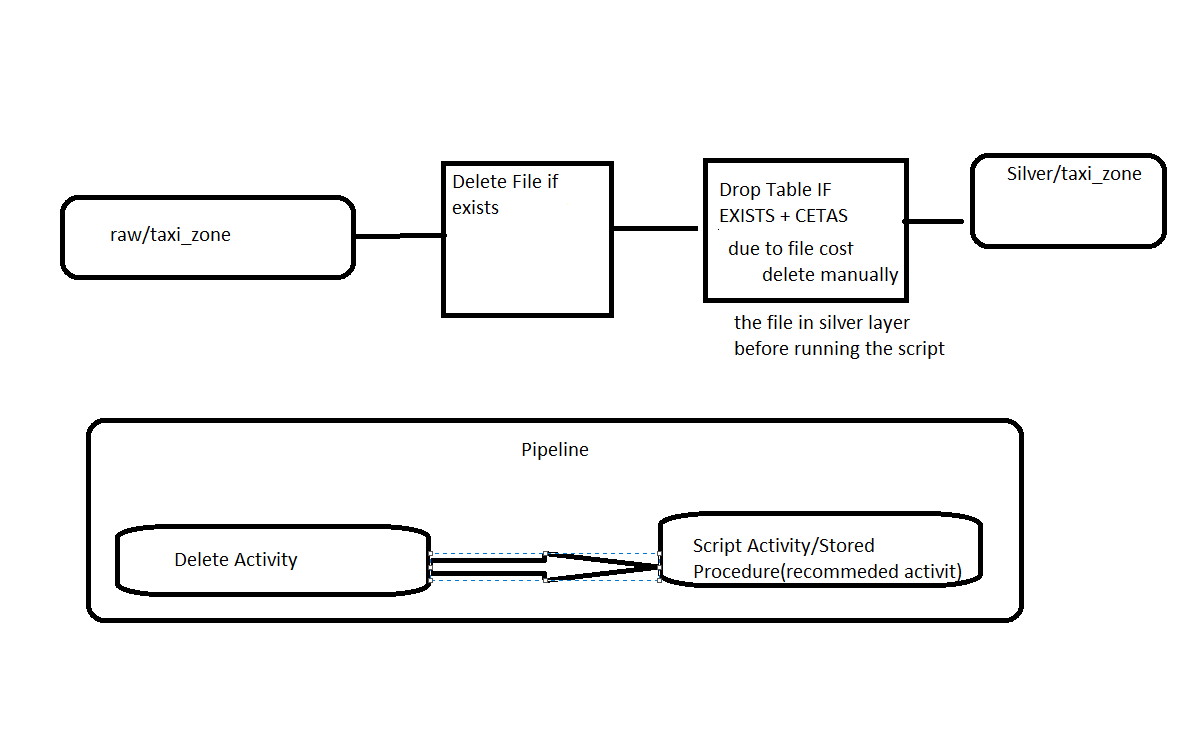 raw/taxi_zone
Delete File if
exists
Drop Table IF
EXISTS + CETAS
due to file cost
delete manually
the file in silver layer
before running the script
Silver/taxi_zone
Pipeline
Delete Activity
Script Activity/Stored
Procedure(recommeded activit)